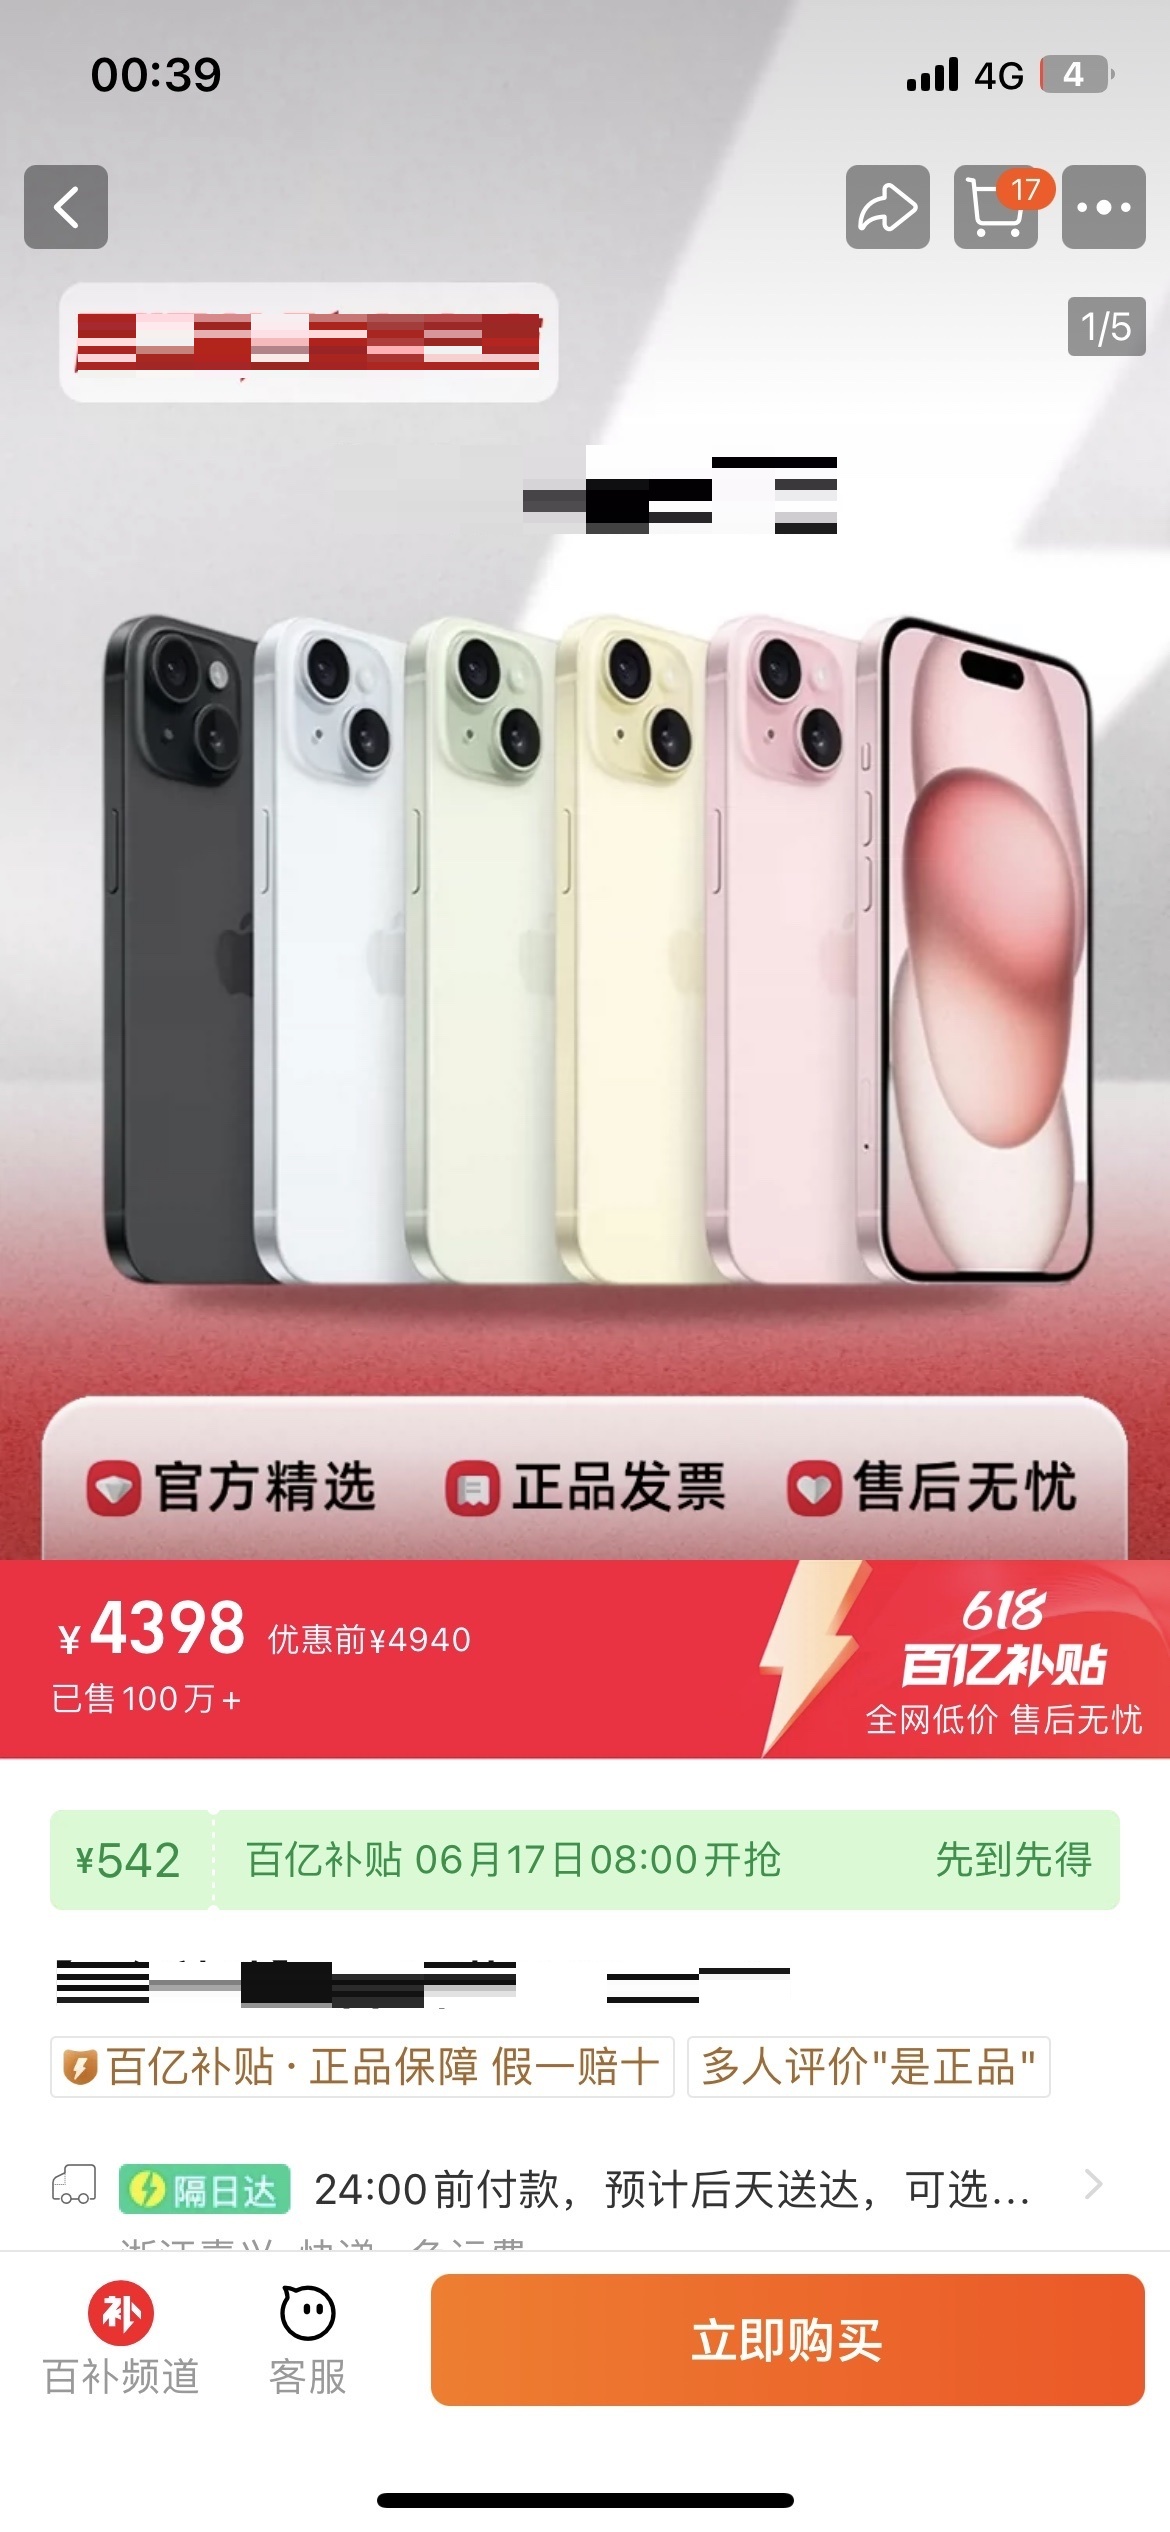 00:39
4G
4
17
1/5
官方精选 正品发票 售后无忧
¥4398 优惠前¥4940
已售100万+
618
百亿补贴
全网低价 售后无忧
¥542 百亿补贴 06月17日08:00开抢 先到先得
百亿补贴·正品保障 假一赔十 多人评价"是正品"
隔日达 24:00前付款，预计后天送达，可选...
补
百补频道 客服
立即购买